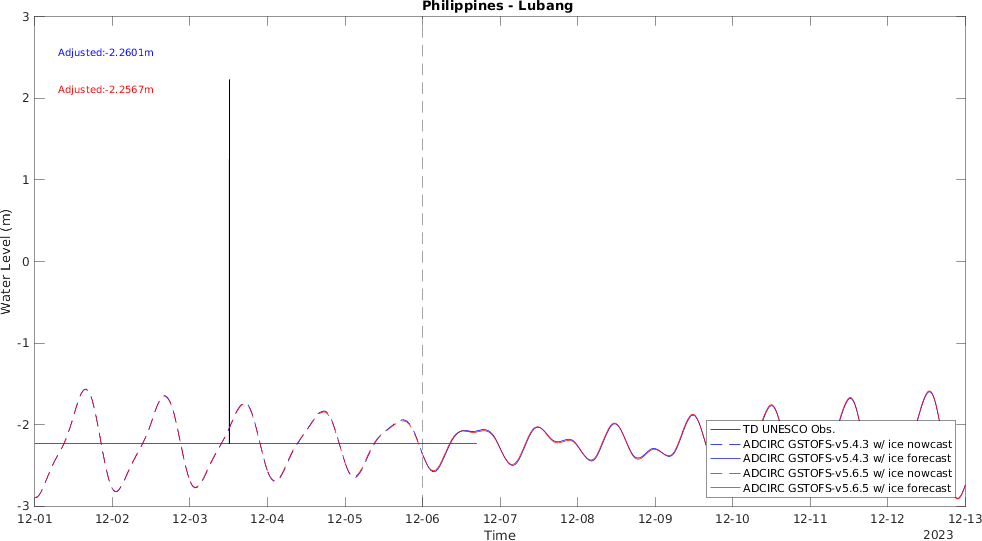 Philippines - Lubang
Adjusted:-2.2601m
Adjusted:-2.2567m
3
2
1
0
-1
-2
-3
Water Level (m)
TD UNESCO Obs.
ADCIRC GSTOFS-v5.4.3 w/ ice nowcast
ADCIRC GSTOFS-v5.4.3 w/ ice forecast
ADCIRC GSTOFS-v5.6.5 w/ ice nowcast
ADCIRC GSTOFS-v5.6.5 w/ ice forecast
12-01 12-02 12-03 12-04 12-05 12-06 12-07 12-08 12-09 12-10 12-11 12-12 12-13
Time
2023